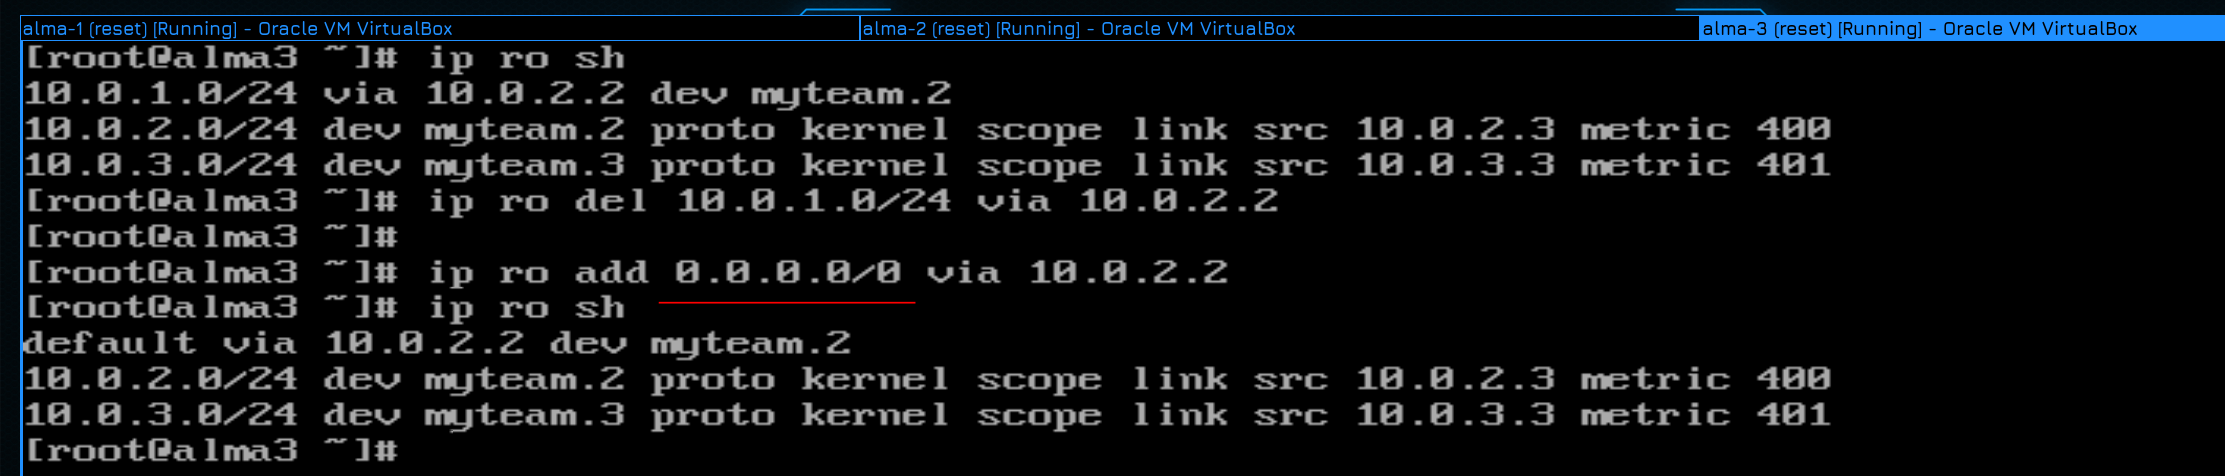 alma-1 (reset) [Running] - Oracle VM VirtualBox
alma-2 (reset) [Running] - Oracle VM VirtualBox
alma-3 (reset) [Running] - Oracle VM VirtualBox
[root@alma3 ~]# ip ro sh
10.0.1.0/24 via 10.0.2.2 dev myteam.2
10.0.2.0/24 dev myteam.2 proto kernel scope link src 10.0.2.3 metric 400
10.0.3.0/24 dev myteam.3 proto kernel scope link src 10.0.3.3 metric 401
[root@alma3 ~]# ip ro del 10.0.1.0/24 via 10.0.2.2
[root@alma3 ~]#
[root@alma3 ~]# ip ro add 0.0.0.0/0 via 10.0.2.2
[root@alma3 ~]# ip ro sh
default via 10.0.2.2 dev myteam.2
10.0.2.0/24 dev myteam.2 proto kernel scope link src 10.0.2.3 metric 400
10.0.3.0/24 dev myteam.3 proto kernel scope link src 10.0.3.3 metric 401
[root@alma3 ~]#